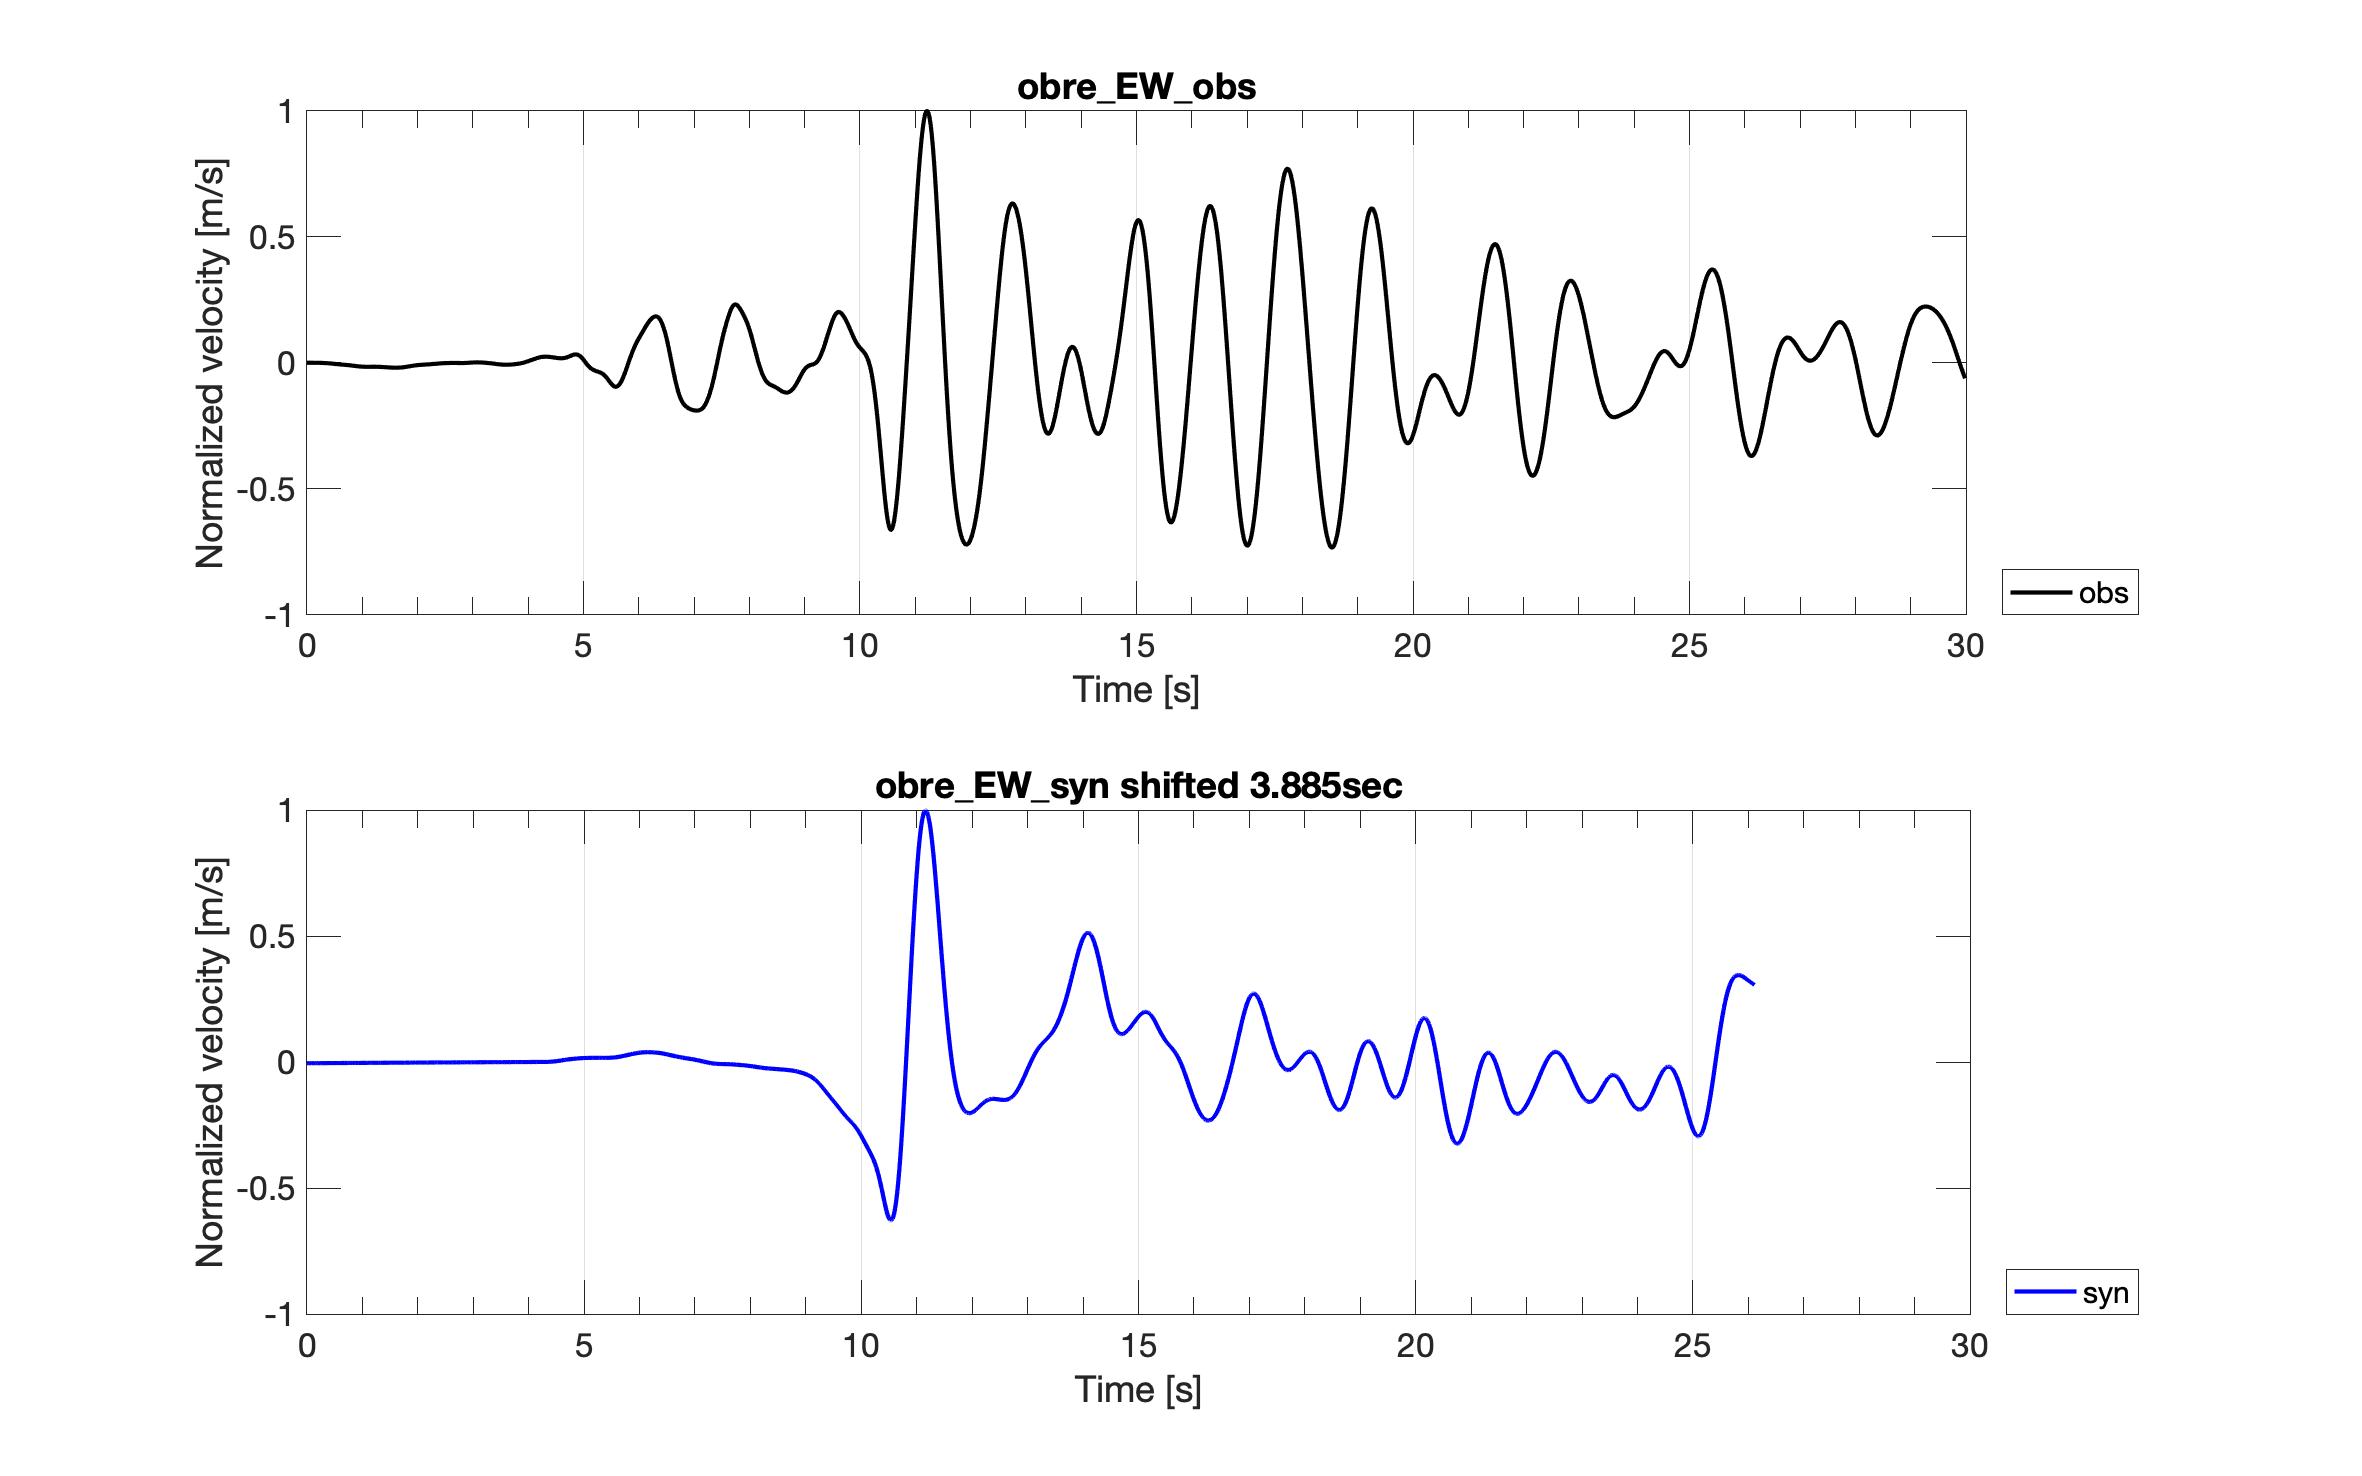 obre_EW_obs
Normalized velocity [m/s]
1
0.5
0
-0.5
-1
0 5 10 15 20 25 30
Time [s]
obs
obre_EW_syn shifted 3.885sec
Normalized velocity [m/s]
1
0.5
0
-0.5
-1
0 5 10 15 20 25 30
Time [s]
syn